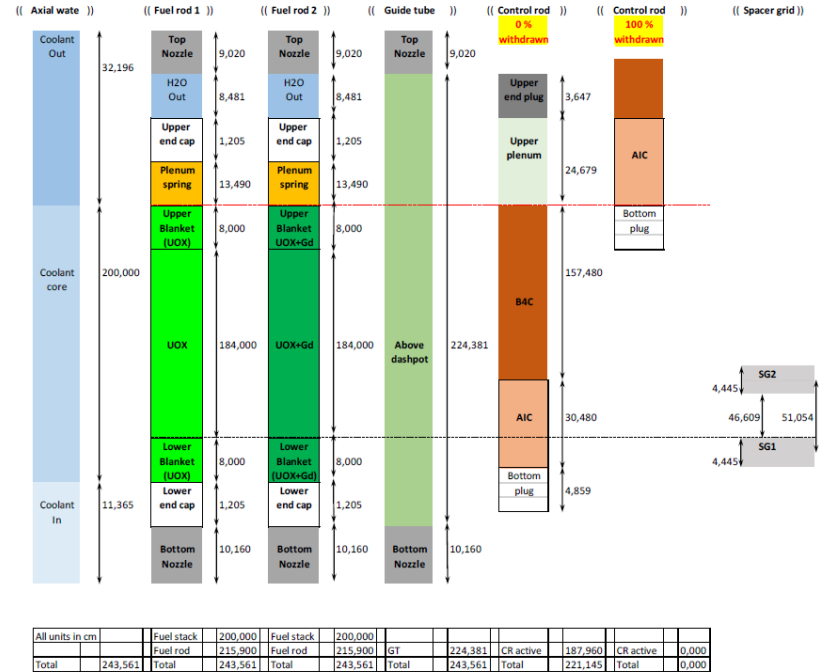 (( Axial wate )) (( Fuel rod 1 )) (( Fuel rod 2 )) (( Guide tube )) (( Control rod )) (( Control rod )) (( Spacer grid ))
0 %
withdrawn
100 %
withdrawn
Coolant
Out
32,196
Coolant
core
200,000
Coolant
In
11,365
Top
Nozzle
9,020
H2O
Out
8,481
Upper
end cap
1,205
Plenum
spring
13,490
Upper
Blanket
(UOX)
8,000
UOX
184,000
Lower
Blanket
(UOX)
8,000
Lower
end cap
1,205
Bottom
Nozzle
10,160
Top
Nozzle
9,020
H2O
Out
8,481
Upper
end cap
1,205
Plenum
spring
13,490
Upper
Blanket
UOX+Gd
8,000
UOX+Gd
184,000
Lower
Blanket
(UOX+Gd)
8,000
Lower
end cap
1,205
Bottom
Nozzle
10,160
Top
Nozzle
9,020
Above
dashpot
224,381
Bottom
Nozzle
10,160
Upper
end plug
3,647
Upper
plenum
24,679
B4C
157,480
AIC
30,480
Bottom
plug
4,859
AIC
Bottom
plug
SG2
4,445
46,609
51,054
SG1
4,445
All units in cm Fuel stack 200,000 Fuel stack 200,000
Fuel rod 215,900 Fuel rod 215,900 GT 224,381 CR active 187,960 CR active 0,000
Total 243,561 Total 243,561 Total 243,561 Total 243,561 Total 221,145 Total 0,000